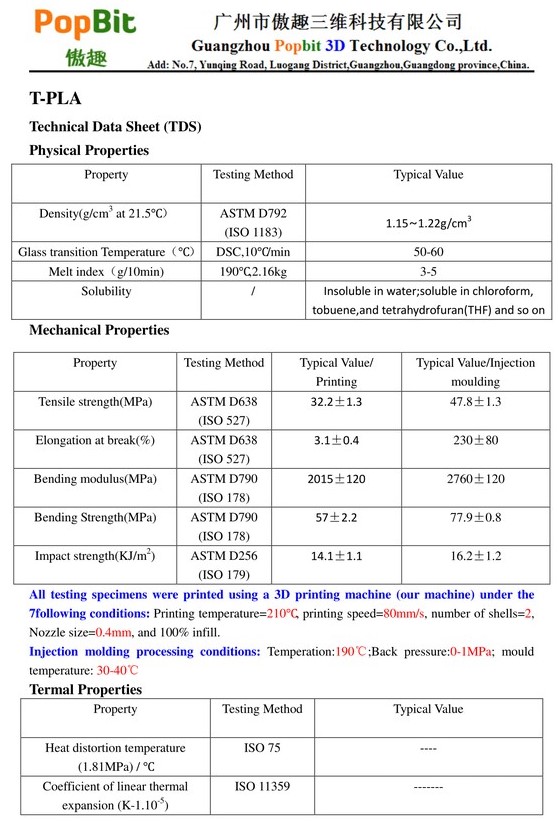 PopBit
傲趣
广州市傲趣三维科技有限公司
Guangzhou Popbit 3D Technology Co.,Ltd.
Add: No.7, Yunqing Road, Luogang District,Guangzhou,Guangdong province,China.
T-PLA
Technical Data Sheet (TDS)
Physical Properties
Property Testing Method Typical Value
Density(g/cm3 at 21.5℃) ASTM D792 1.15~1.22g/cm3
(ISO 1183)
Glass transition Temperature（℃） DSC,10℃/min 50-60
Melt index（g/10min) 190℃,2.16kg 3-5
Solubility / Insoluble in water;soluble in chloroform,
tobuene,and tetrahydrofuran(THF) and so on
Mechanical Properties
Property Testing Method Typical Value/ Typical Value/Injection
Printing moulding
Tensile strength(MPa) ASTM D638 32.2±1.3 47.8±1.3
(ISO 527)
Elongation at break(%) ASTM D638 3.1±0.4 230±80
(ISO 527)
Bending modulus(MPa) ASTM D790 2015±120 2760±120
(ISO 178)
Bending Strength(MPa) ASTM D790 57±2.2 77.9±0.8
(ISO 178)
Impact strength(KJ/m2) ASTM D256 14.1±1.1 16.2±1.2
(ISO 179)
All testing specimens were printed using a 3D printing machine (our machine) under the
7following conditions: Printing temperature=210℃, printing speed=80mm/s, number of shells=2,
Nozzle size=0.4mm, and 100% infill.
Injection molding processing conditions: Temperation:190℃;Back pressure:0-1MPa; mould
temperature: 30-40℃
Termal Properties
Property Testing Method Typical Value
Heat distortion temperature ISO 75 ----
(1.81MPa) / ℃
Coefficient of linear thermal ISO 11359 -------
expansion (K-1.10-5)